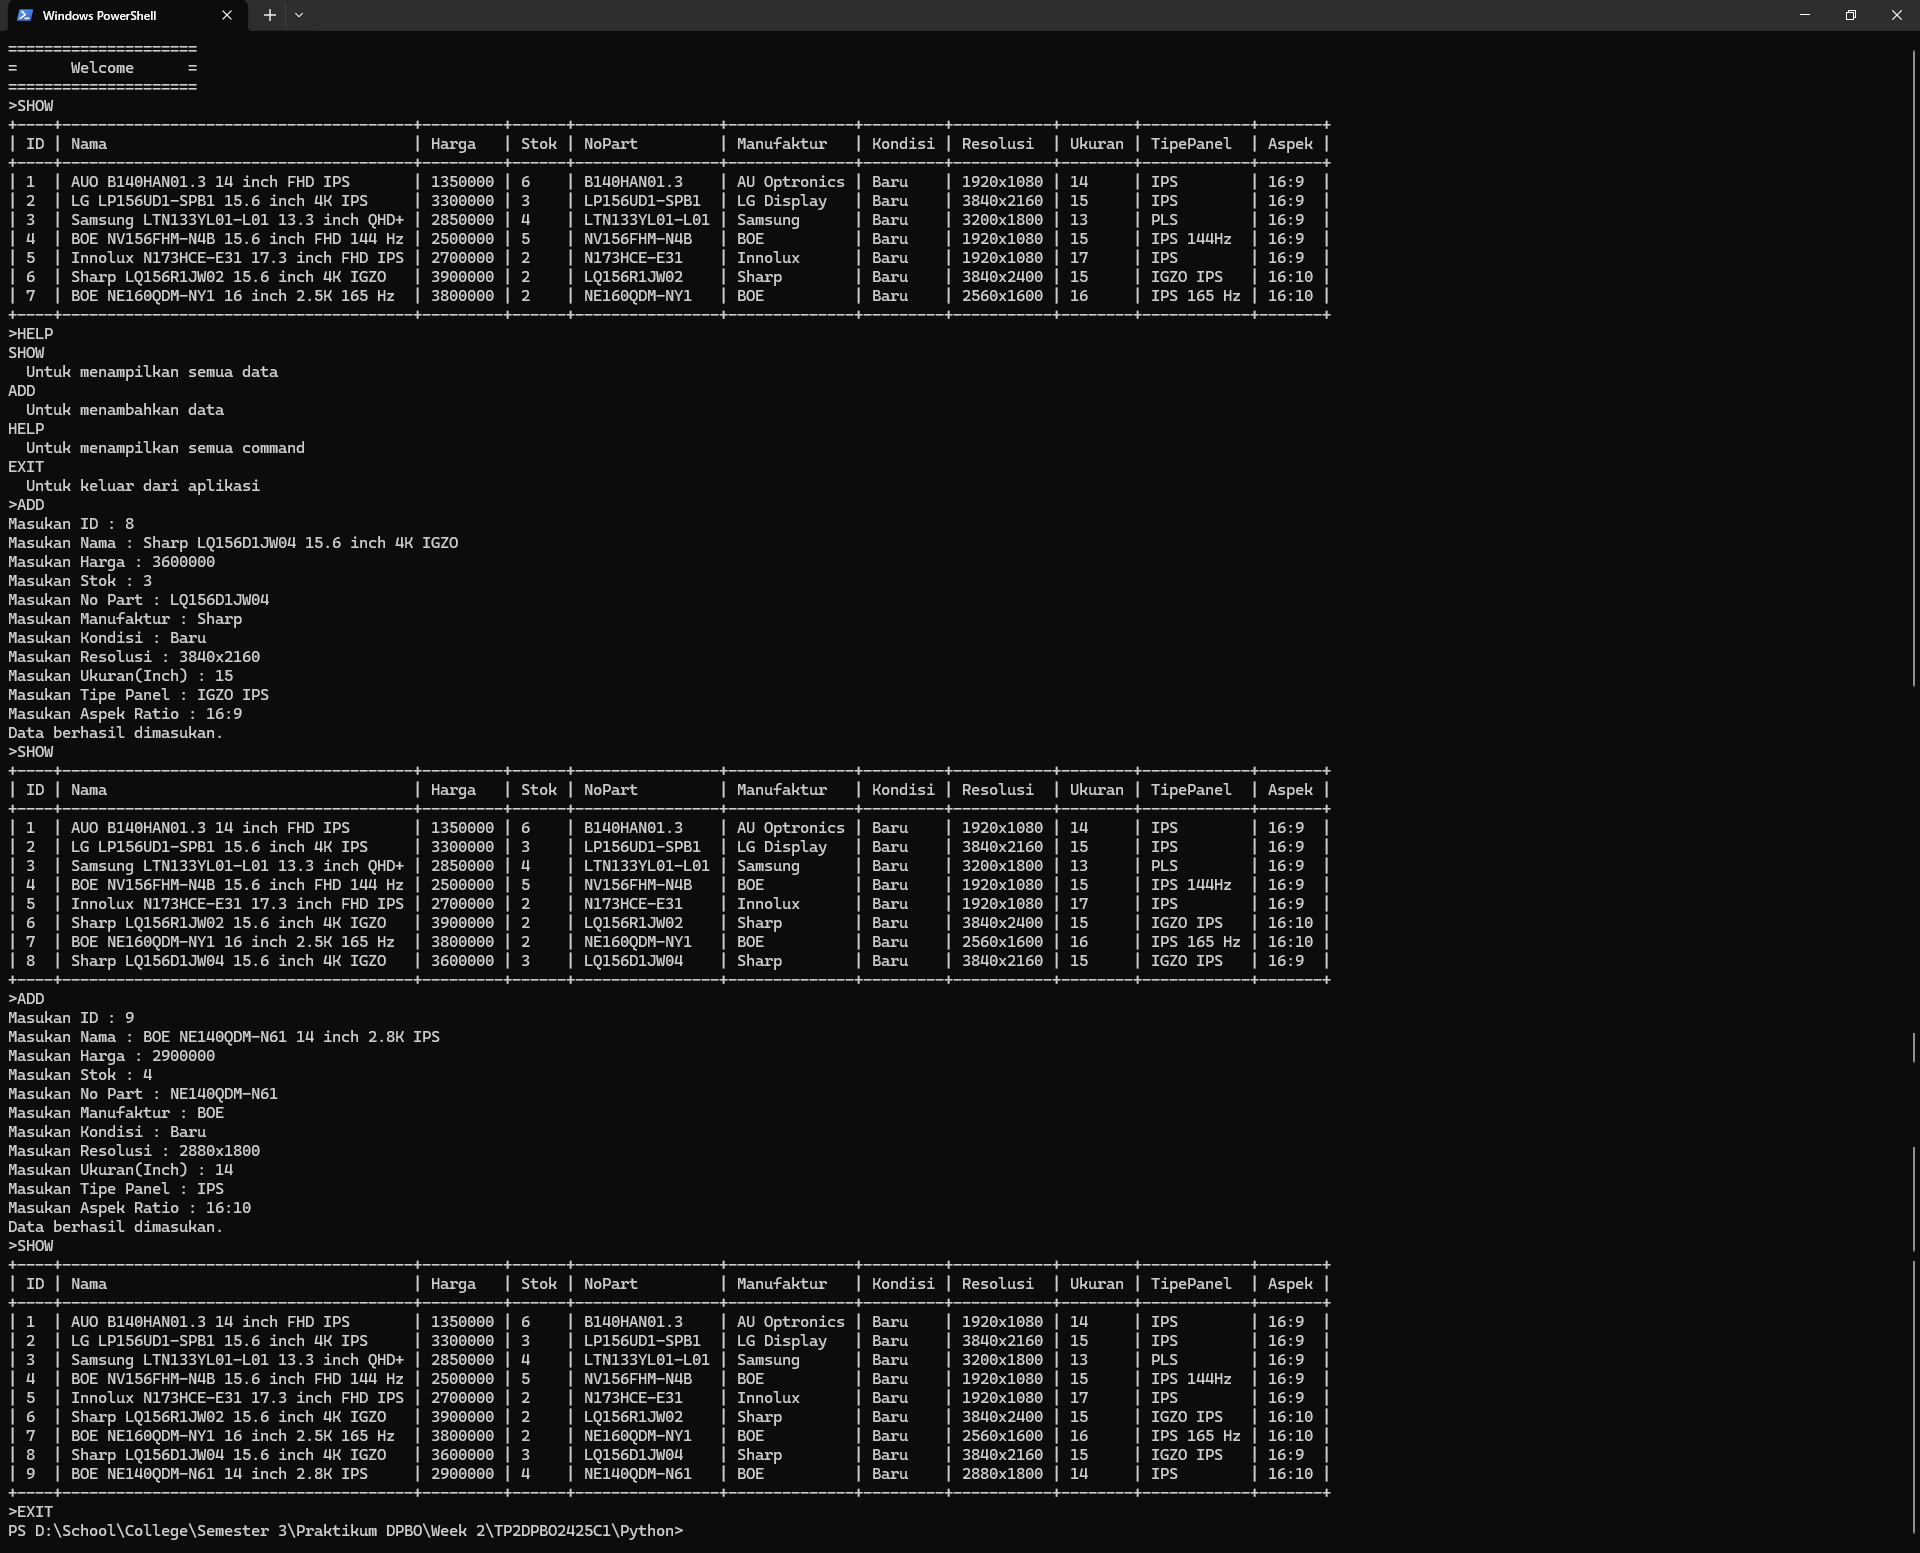 Windows PowerShell
=====================
=      Welcome      =
=====================
>SHOW
+----+---------------------------------------+---------+------+----------------+--------------+---------+-----------+--------+------------+-------+
| ID | Nama                                  | Harga   | Stok | NoPart         | Manufaktur   | Kondisi | Resolusi  | Ukuran | TipePanel  | Aspek |
+----+---------------------------------------+---------+------+----------------+--------------+---------+-----------+--------+------------+-------+
| 1  | AUO B140HAN01.3 14 inch FHD IPS       | 1350000 | 6    | B140HAN01.3    | AU Optronics | Baru    | 1920x1080 | 14     | IPS        | 16:9  |
| 2  | LG LP156UD1-SPB1 15.6 inch 4K IPS     | 3300000 | 3    | LP156UD1-SPB1  | LG Display   | Baru    | 3840x2160 | 15     | IPS        | 16:9  |
| 3  | Samsung LTN133YL01-L01 13.3 inch QHD+ | 2850000 | 4    | LTN133YL01-L01 | Samsung      | Baru    | 3200x1800 | 13     | PLS        | 16:9  |
| 4  | BOE NV156FHM-N4B 15.6 inch FHD 144 Hz | 2500000 | 5    | NV156FHM-N4B   | BOE          | Baru    | 1920x1080 | 15     | IPS 144Hz  | 16:9  |
| 5  | Innolux N173HCE-E31 17.3 inch FHD IPS | 2700000 | 2    | N173HCE-E31    | Innolux      | Baru    | 1920x1080 | 17     | IPS        | 16:9  |
| 6  | Sharp LQ156R1JW02 15.6 inch 4K IGZO   | 3900000 | 2    | LQ156R1JW02    | Sharp        | Baru    | 3840x2400 | 15     | IGZO IPS   | 16:10 |
| 7  | BOE NE160QDM-NY1 16 inch 2.5K 165 Hz  | 3800000 | 2    | NE160QDM-NY1   | BOE          | Baru    | 2560x1600 | 16     | IPS 165 Hz | 16:10 |
+----+---------------------------------------+---------+------+----------------+--------------+---------+-----------+--------+------------+-------+
>HELP
SHOW
  Untuk menampilkan semua data
ADD
  Untuk menambahkan data
HELP
  Untuk menampilkan semua command
EXIT
  Untuk keluar dari aplikasi
>ADD
Masukan ID : 8
Masukan Nama : Sharp LQ156D1JW04 15.6 inch 4K IGZO
Masukan Harga : 3600000
Masukan Stok : 3
Masukan No Part : LQ156D1JW04
Masukan Manufaktur : Sharp
Masukan Kondisi : Baru
Masukan Resolusi : 3840x2160
Masukan Ukuran(Inch) : 15
Masukan Tipe Panel : IGZO IPS
Masukan Aspek Ratio : 16:9
Data berhasil dimasukan.
>SHOW
+----+---------------------------------------+---------+------+----------------+--------------+---------+-----------+--------+------------+-------+
| ID | Nama                                  | Harga   | Stok | NoPart         | Manufaktur   | Kondisi | Resolusi  | Ukuran | TipePanel  | Aspek |
+----+---------------------------------------+---------+------+----------------+--------------+---------+-----------+--------+------------+-------+
| 1  | AUO B140HAN01.3 14 inch FHD IPS       | 1350000 | 6    | B140HAN01.3    | AU Optronics | Baru    | 1920x1080 | 14     | IPS        | 16:9  |
| 2  | LG LP156UD1-SPB1 15.6 inch 4K IPS     | 3300000 | 3    | LP156UD1-SPB1  | LG Display   | Baru    | 3840x2160 | 15     | IPS        | 16:9  |
| 3  | Samsung LTN133YL01-L01 13.3 inch QHD+ | 2850000 | 4    | LTN133YL01-L01 | Samsung      | Baru    | 3200x1800 | 13     | PLS        | 16:9  |
| 4  | BOE NV156FHM-N4B 15.6 inch FHD 144 Hz | 2500000 | 5    | NV156FHM-N4B   | BOE          | Baru    | 1920x1080 | 15     | IPS 144Hz  | 16:9  |
| 5  | Innolux N173HCE-E31 17.3 inch FHD IPS | 2700000 | 2    | N173HCE-E31    | Innolux      | Baru    | 1920x1080 | 17     | IPS        | 16:9  |
| 6  | Sharp LQ156R1JW02 15.6 inch 4K IGZO   | 3900000 | 2    | LQ156R1JW02    | Sharp        | Baru    | 3840x2400 | 15     | IGZO IPS   | 16:10 |
| 7  | BOE NE160QDM-NY1 16 inch 2.5K 165 Hz  | 3800000 | 2    | NE160QDM-NY1   | BOE          | Baru    | 2560x1600 | 16     | IPS 165 Hz | 16:10 |
| 8  | Sharp LQ156D1JW04 15.6 inch 4K IGZO   | 3600000 | 3    | LQ156D1JW04    | Sharp        | Baru    | 3840x2160 | 15     | IGZO IPS   | 16:9  |
+----+---------------------------------------+---------+------+----------------+--------------+---------+-----------+--------+------------+-------+
>ADD
Masukan ID : 9
Masukan Nama : BOE NE140QDM-N61 14 inch 2.8K IPS
Masukan Harga : 2900000
Masukan Stok : 4
Masukan No Part : NE140QDM-N61
Masukan Manufaktur : BOE
Masukan Kondisi : Baru
Masukan Resolusi : 2880x1800
Masukan Ukuran(Inch) : 14
Masukan Tipe Panel : IPS
Masukan Aspek Ratio : 16:10
Data berhasil dimasukan.
>SHOW
+----+---------------------------------------+---------+------+----------------+--------------+---------+-----------+--------+------------+-------+
| ID | Nama                                  | Harga   | Stok | NoPart         | Manufaktur   | Kondisi | Resolusi  | Ukuran | TipePanel  | Aspek |
+----+---------------------------------------+---------+------+----------------+--------------+---------+-----------+--------+------------+-------+
| 1  | AUO B140HAN01.3 14 inch FHD IPS       | 1350000 | 6    | B140HAN01.3    | AU Optronics | Baru    | 1920x1080 | 14     | IPS        | 16:9  |
| 2  | LG LP156UD1-SPB1 15.6 inch 4K IPS     | 3300000 | 3    | LP156UD1-SPB1  | LG Display   | Baru    | 3840x2160 | 15     | IPS        | 16:9  |
| 3  | Samsung LTN133YL01-L01 13.3 inch QHD+ | 2850000 | 4    | LTN133YL01-L01 | Samsung      | Baru    | 3200x1800 | 13     | PLS        | 16:9  |
| 4  | BOE NV156FHM-N4B 15.6 inch FHD 144 Hz | 2500000 | 5    | NV156FHM-N4B   | BOE          | Baru    | 1920x1080 | 15     | IPS 144Hz  | 16:9  |
| 5  | Innolux N173HCE-E31 17.3 inch FHD IPS | 2700000 | 2    | N173HCE-E31    | Innolux      | Baru    | 1920x1080 | 17     | IPS        | 16:9  |
| 6  | Sharp LQ156R1JW02 15.6 inch 4K IGZO   | 3900000 | 2    | LQ156R1JW02    | Sharp        | Baru    | 3840x2400 | 15     | IGZO IPS   | 16:10 |
| 7  | BOE NE160QDM-NY1 16 inch 2.5K 165 Hz  | 3800000 | 2    | NE160QDM-NY1   | BOE          | Baru    | 2560x1600 | 16     | IPS 165 Hz | 16:10 |
| 8  | Sharp LQ156D1JW04 15.6 inch 4K IGZO   | 3600000 | 3    | LQ156D1JW04    | Sharp        | Baru    | 3840x2160 | 15     | IGZO IPS   | 16:9  |
| 9  | BOE NE140QDM-N61 14 inch 2.8K IPS     | 2900000 | 4    | NE140QDM-N61   | BOE          | Baru    | 2880x1800 | 14     | IPS        | 16:10 |
+----+---------------------------------------+---------+------+----------------+--------------+---------+-----------+--------+------------+-------+
>EXIT
PS D:\School\College\Semester 3\Praktikum DPBO\Week 2\TP2DPBO2425C1\Python>